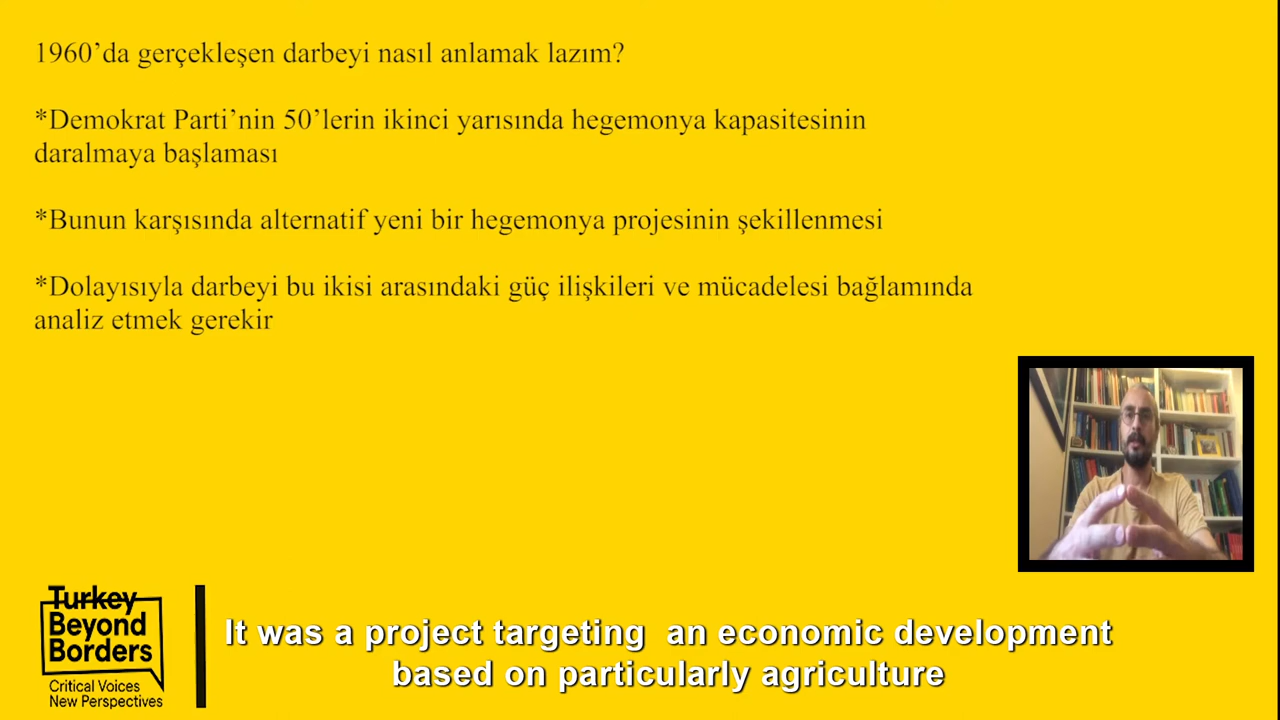 1960’da gerçekleşen darbeyi nasıl anlamak lazım?
*Demokrat Parti’nin 50’lerin ikinci yarısında hegemonya kapasitesinin
daralmaya başlaması
*Bunun karşısında alternatif yeni bir hegemonya projesinin şekillenmesi
*Dolayısıyla darbeyi bu ikisi arasındaki güç ilişkileri ve mücadelesi bağlamında
analiz etmek gerekir
Turkey
Beyond
Borders
Critical Voices
New Perspectives
It was a project targeting  an economic development
based on particularly agriculture